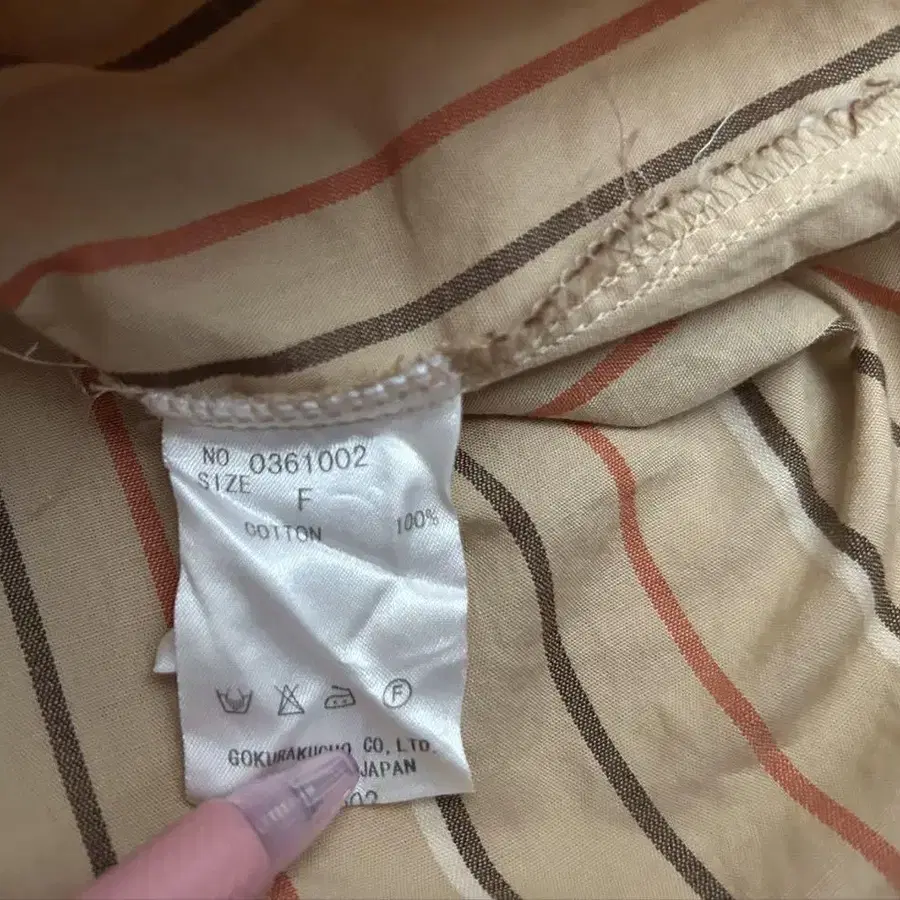 NO 0361002
SIZE F
COTTON 100%
F
GOKURAKUCHO CO, LTD.
JAPAN